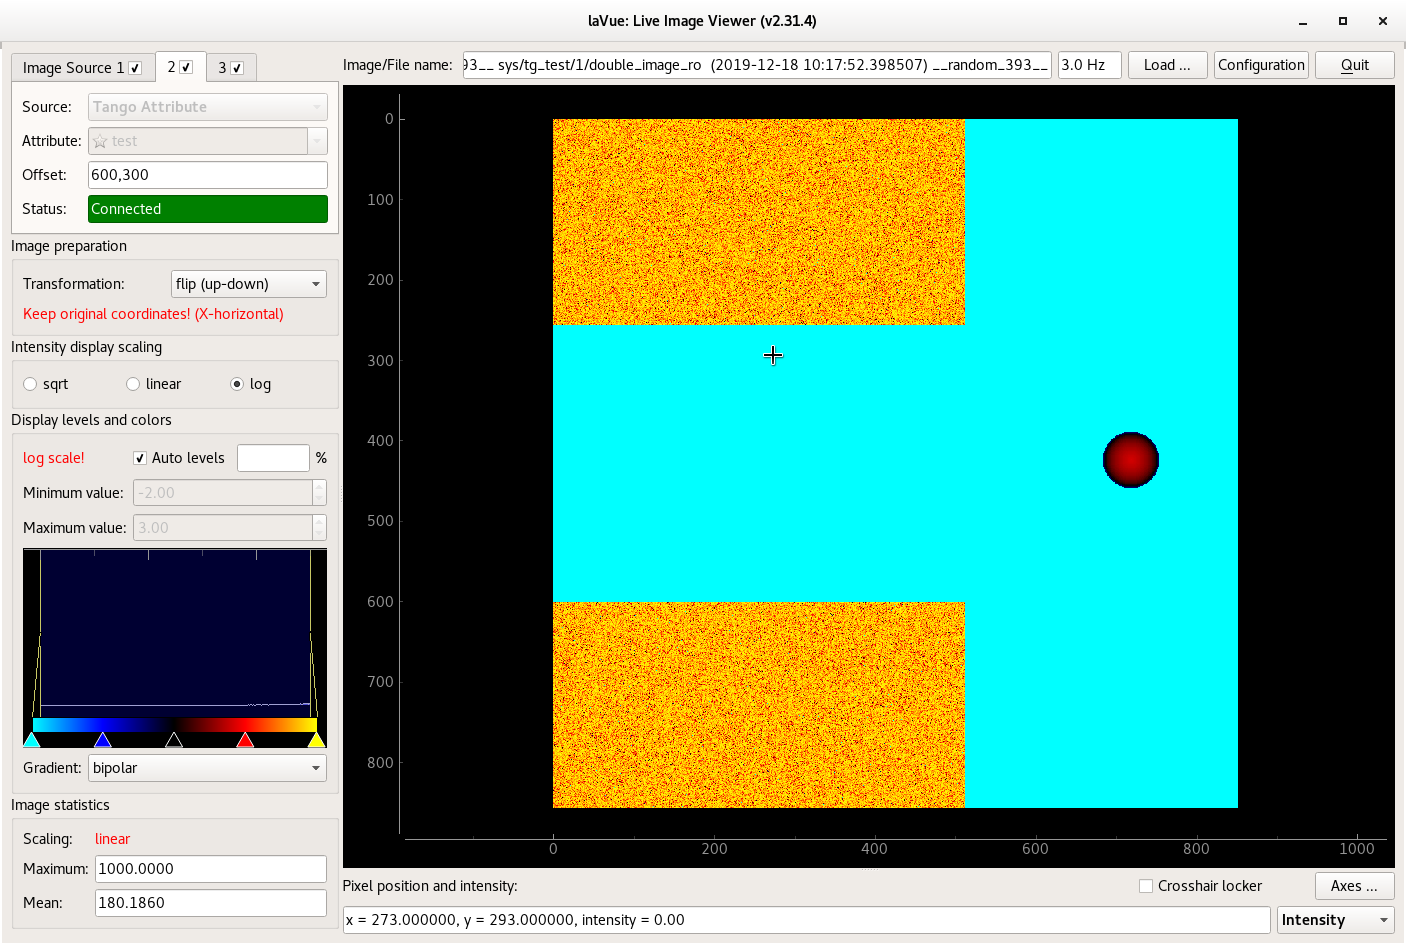 laVue: Live Image Viewer (v2.31.4)
Image Source 1 2 3
Image/File name: 93__ sys/tg_test/1/double_image_ro (2019-12-18 10:17:52.398507) __random_393__ 3.0 Hz Load ... Configuration Quit
Source: Tango Attribute
Attribute: test
Offset: 600,300
Status: Connected
Image preparation
Transformation: flip (up-down)
Keep original coordinates! (X-horizontal)
Intensity display scaling
sqrt linear log
Display levels and colors
log scale! Auto levels %
Minimum value: -2.00
Maximum value: 3.00
Gradient: bipolar
Image statistics
Scaling: linear
Maximum: 1000.0000
Mean: 180.1860
0
100
200
300
400
500
600
700
800
0 200 400 600 800 1000
Pixel position and intensity: Crosshair locker Axes ...
x = 273.000000, y = 293.000000, intensity = 0.00 Intensity